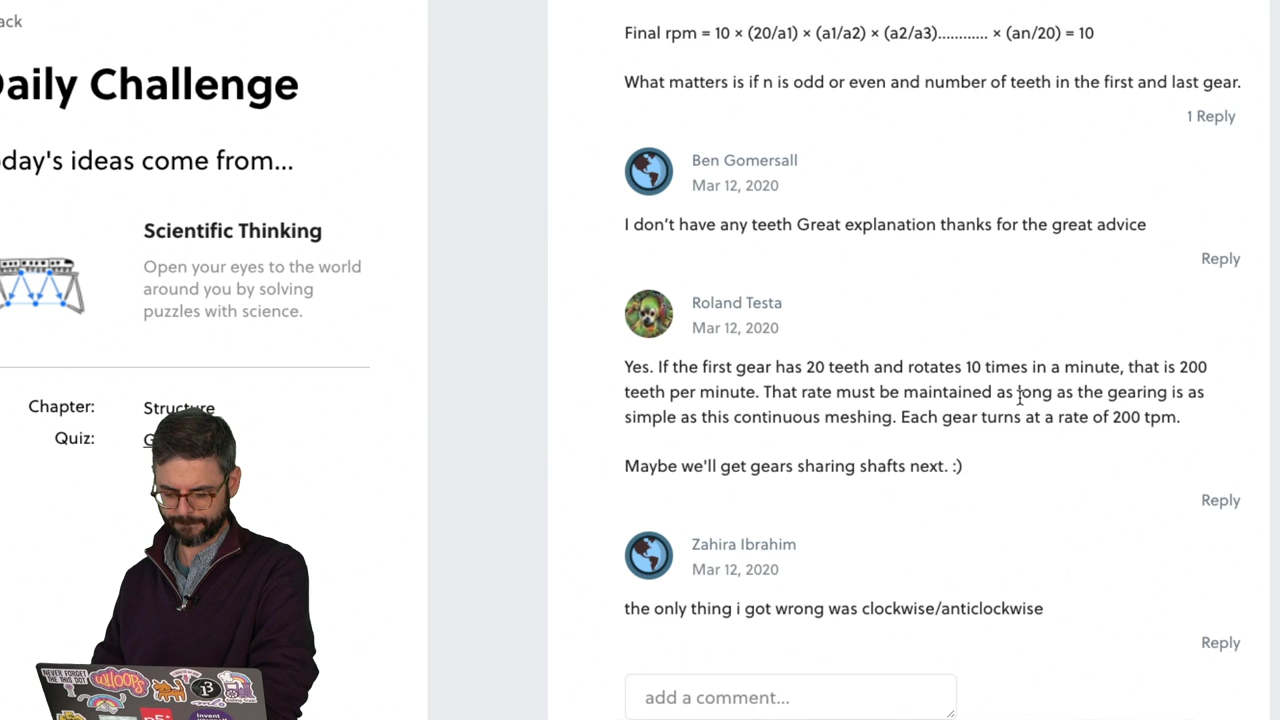 ack
Daily Challenge
oday's ideas come from...
Scientific Thinking
Open your eyes to the world
around you by solving
puzzles with science.
Chapter: Structure
Quiz: G
Final rpm = 10 × (20/a1) × (a1/a2) × (a2/a3)............ × (an/20) = 10
What matters is if n is odd or even and number of teeth in the first and last gear.
1 Reply
Ben Gomersall
Mar 12, 2020
I don’t have any teeth Great explanation thanks for the great advice
Reply
Roland Testa
Mar 12, 2020
Yes. If the first gear has 20 teeth and rotates 10 times in a minute, that is 200
teeth per minute. That rate must be maintained as long as the gearing is as
simple as this continuous meshing. Each gear turns at a rate of 200 tpm.
Maybe we'll get gears sharing shafts next. :)
Reply
Zahira Ibrahim
Mar 12, 2020
the only thing i got wrong was clockwise/anticlockwise
Reply
add a comment...
NEVER FORGET
THE THIS DOT
WHOOPS